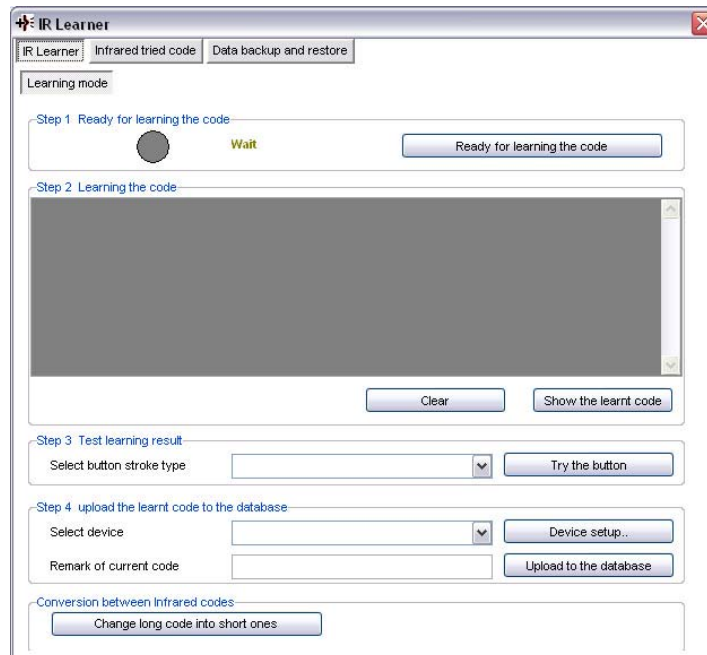 IR Learner
IR Learner Infrared tried code Data backup and restore
Learning mode
Step 1 Ready for learning the code
Wait Ready for learning the code
Step 2 Learning the code
Clear Show the learnt code
Step 3 Test learning result
Select button stroke type Try the button
Step 4 upload the learnt code to the database
Select device Device setup..
Remark of current code Upload to the database
Conversion between Infrared codes
Change long code into short ones